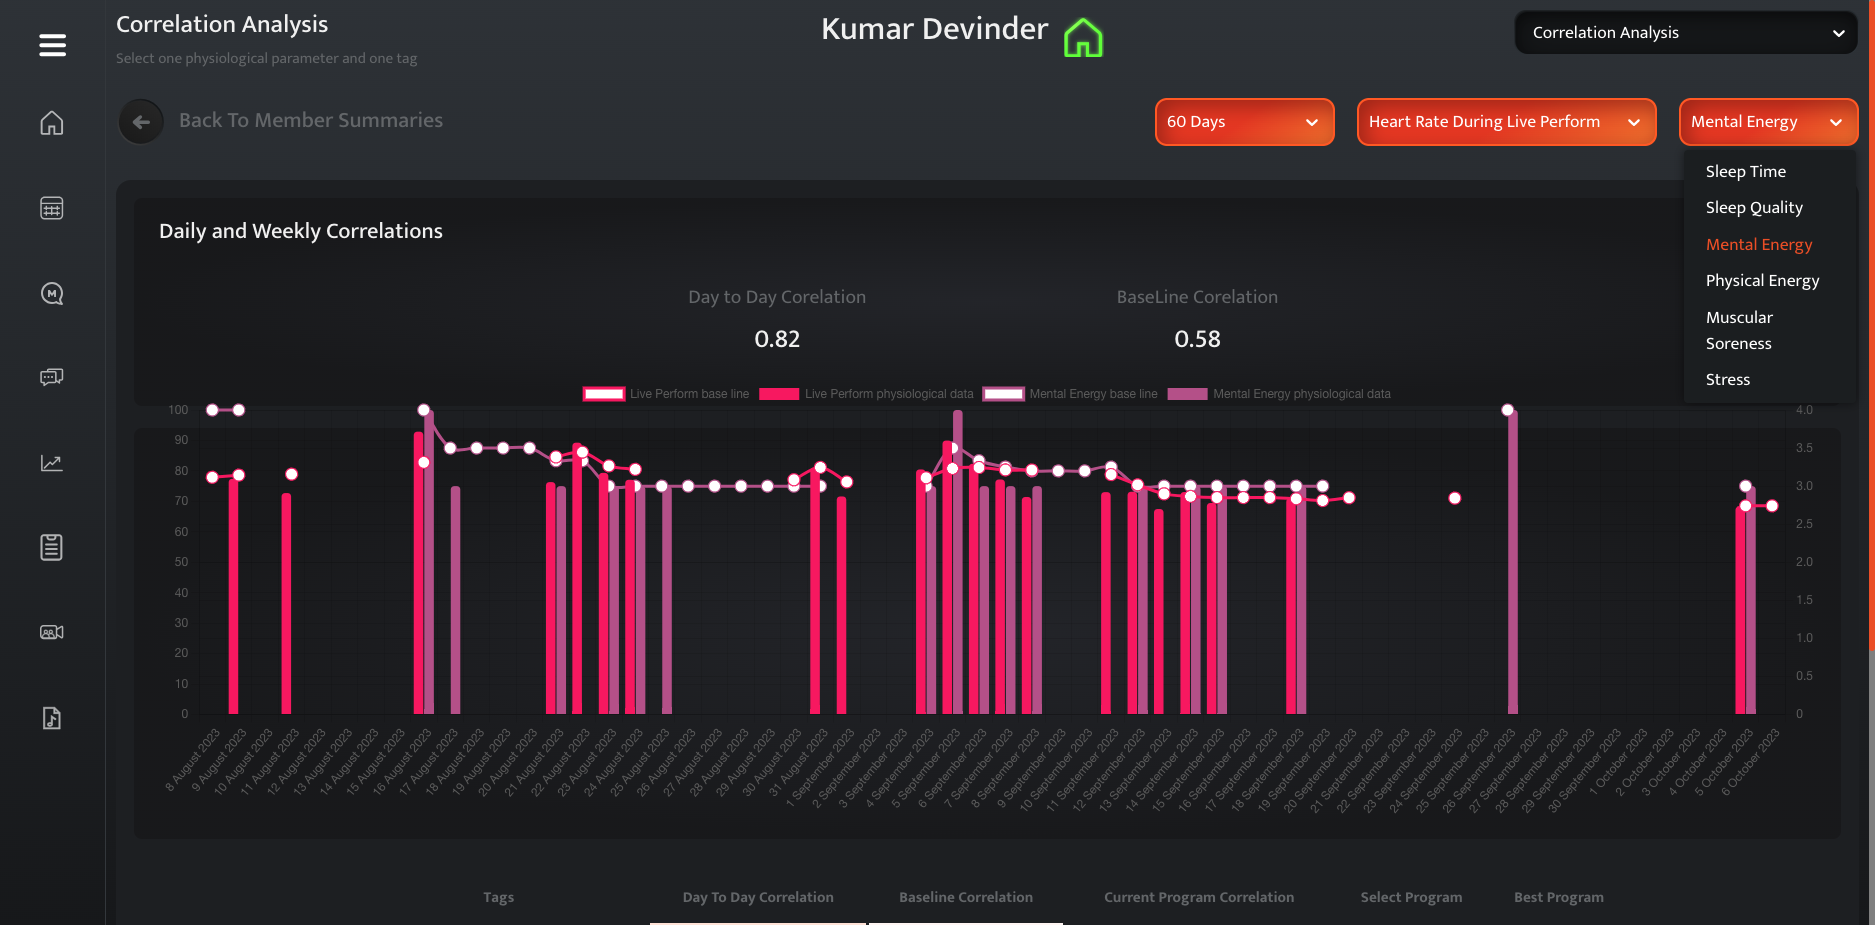 Correlation Analysis
Select one physiological parameter and one tag
Kumar Devinder
Correlation Analysis
Back To Member Summaries
60 Days
Heart Rate During Live Perform
Mental Energy
Sleep Time
Sleep Quality
Mental Energy
Physical Energy
Muscular
Soreness
Stress
M
Daily and Weekly Correlations
Day to Day Corelation
BaseLine Corelation
0.82
0.58
Live Perform base line
Live Perform physiological data
Mental Energy base line
Mental Energy physiological data
100
90
80
70
60
50
40
30
20
10
0
4.0
3.5
3.0
2.5
2.0
1.5
1.0
0.5
0
8 August 2023
9 August 2023
10 August 2023
11 August 2023
12 August 2023
13 August 2023
14 August 2023
15 August 2023
16 August 2023
17 August 2023
18 August 2023
19 August 2023
20 August 2023
21 August 2023
22 August 2023
23 August 2023
24 August 2023
25 August 2023
26 August 2023
27 August 2023
28 August 2023
29 August 2023
30 August 2023
31 August 2023
1 September 2023
2 September 2023
3 September 2023
4 September 2023
5 September 2023
6 September 2023
7 September 2023
8 September 2023
9 September 2023
10 September 2023
11 September 2023
12 September 2023
13 September 2023
14 September 2023
15 September 2023
16 September 2023
17 September 2023
18 September 2023
19 September 2023
20 September 2023
21 September 2023
22 September 2023
23 September 2023
24 September 2023
25 September 2023
26 September 2023
27 September 2023
28 September 2023
29 September 2023
30 September 2023
1 October 2023
2 October 2023
3 October 2023
4 October 2023
5 October 2023
6 October 2023
Tags
Day To Day Correlation
Baseline Correlation
Current Program Correlation
Select Program
Best Program